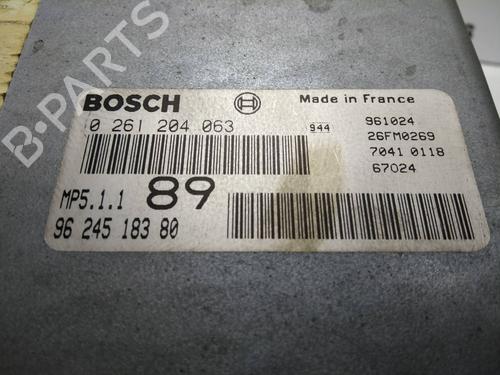 B-PARTS
BOSCH
Made in France
0 261 204 063
944
961024
26FM0269
7041 0118
67024
MP5.1.1
89
96 245 183 80